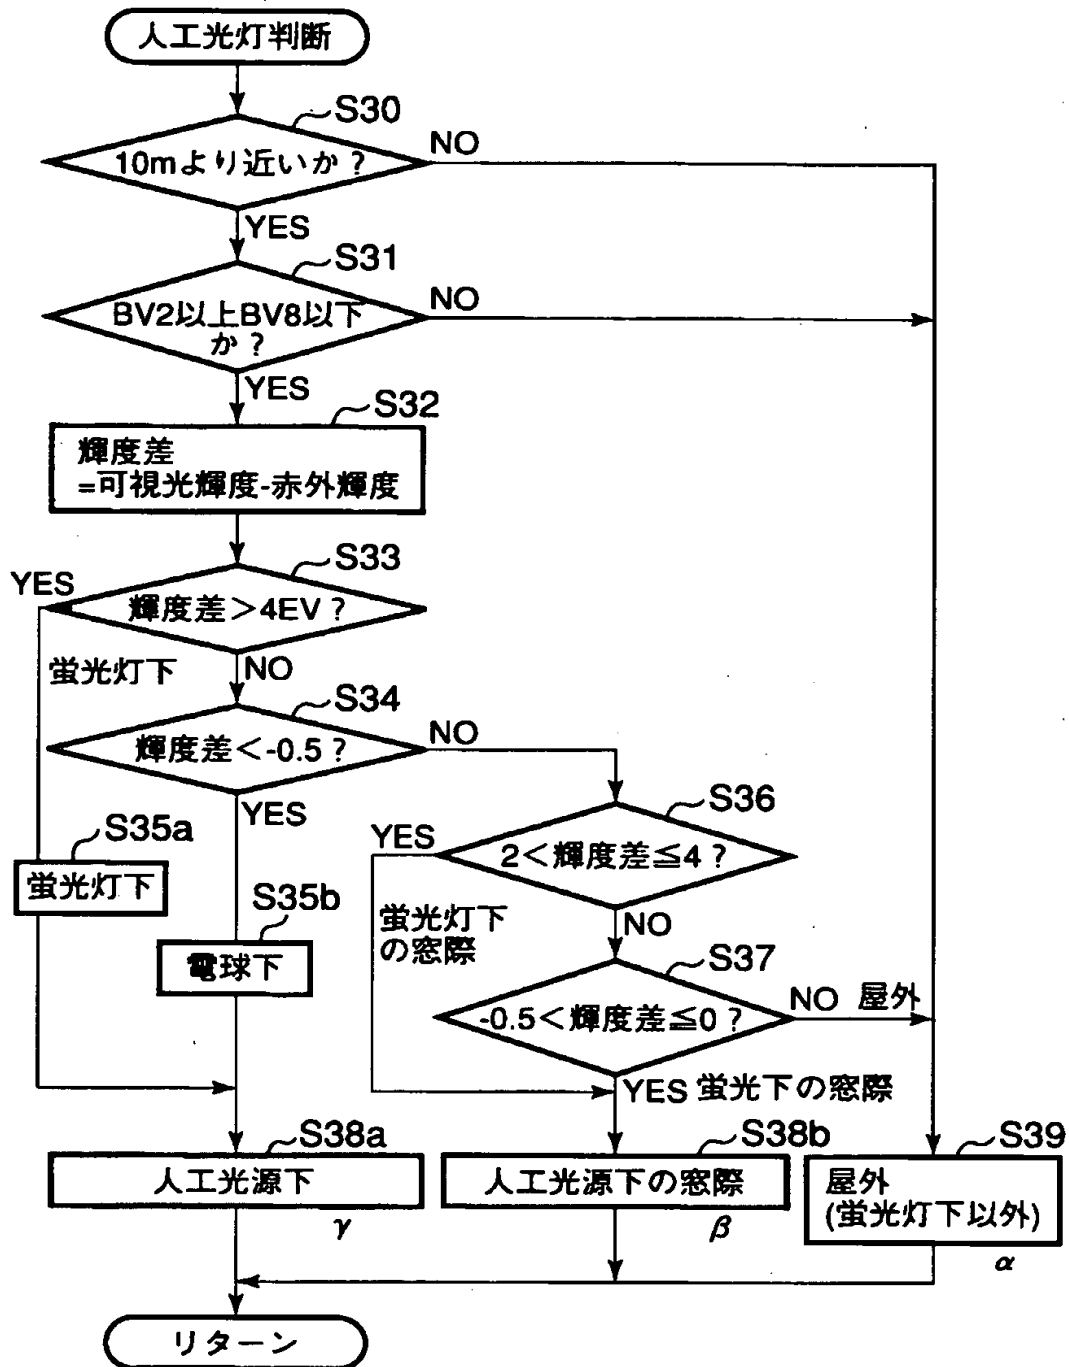 人工光灯判断
S30
10mより近いか？
NO
YES
S31
BV2以上BV8以下
か？
NO
YES
S32
輝度差
=可視光輝度-赤外輝度
S33
YES
輝度差＞4EV？
蛍光灯下
NO
S34
輝度差＜-0.5？
NO
YES
S36
YES
2＜輝度差≦4？
S35a
蛍光灯下
S35b
電球下
蛍光灯下
の窓際
NO
S37
-0.5＜輝度差≦0？
NO 屋外
YES 蛍光下の窓際
S38a
人工光源下
γ
S38b
人工光源下の窓際
β
S39
屋外
(蛍光灯下以外)
α
リターン